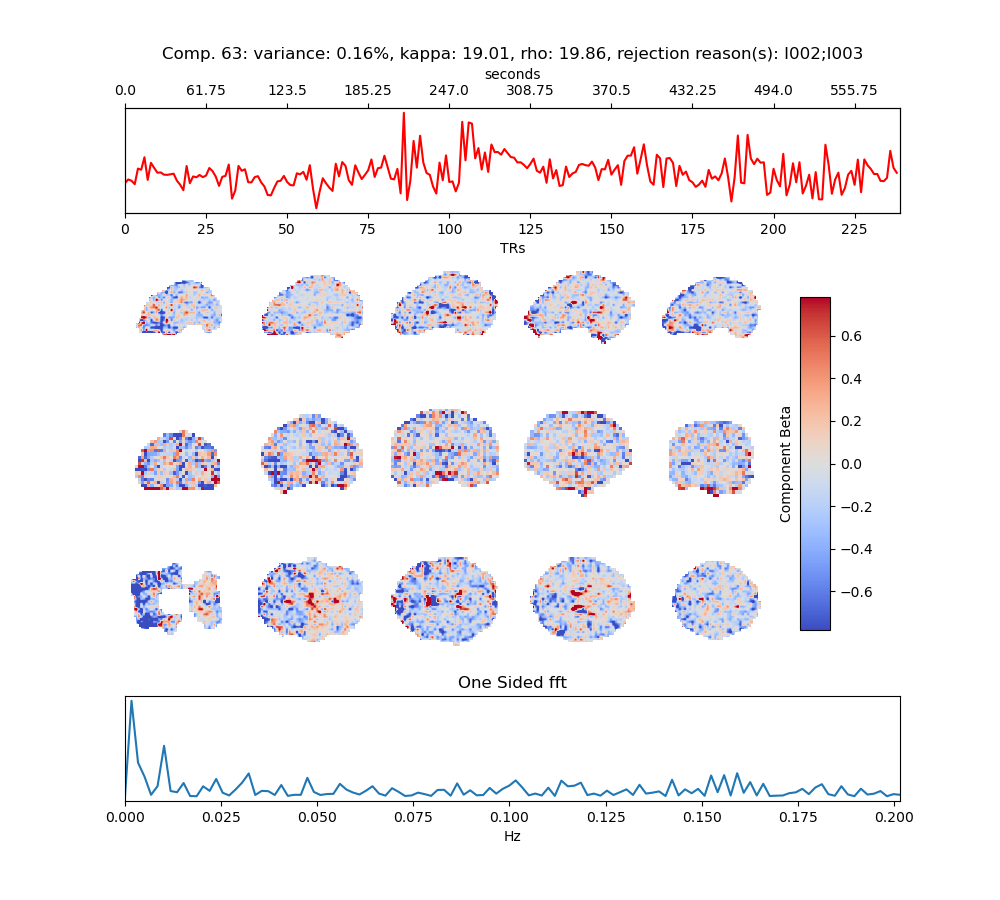 Comp. 63: variance: 0.16%, kappa: 19.01, rho: 19.86, rejection reason(s): I002;I003
seconds
0.0 61.75 123.5 185.25 247.0 308.75 370.5 432.25 494.0 555.75
0 25 50 75 100 125 150 175 200 225
TRs
0.6
0.4
0.2
0.0
−0.2
−0.4
−0.6
Component Beta
One Sided fft
0.000 0.025 0.050 0.075 0.100 0.125 0.150 0.175 0.200
Hz